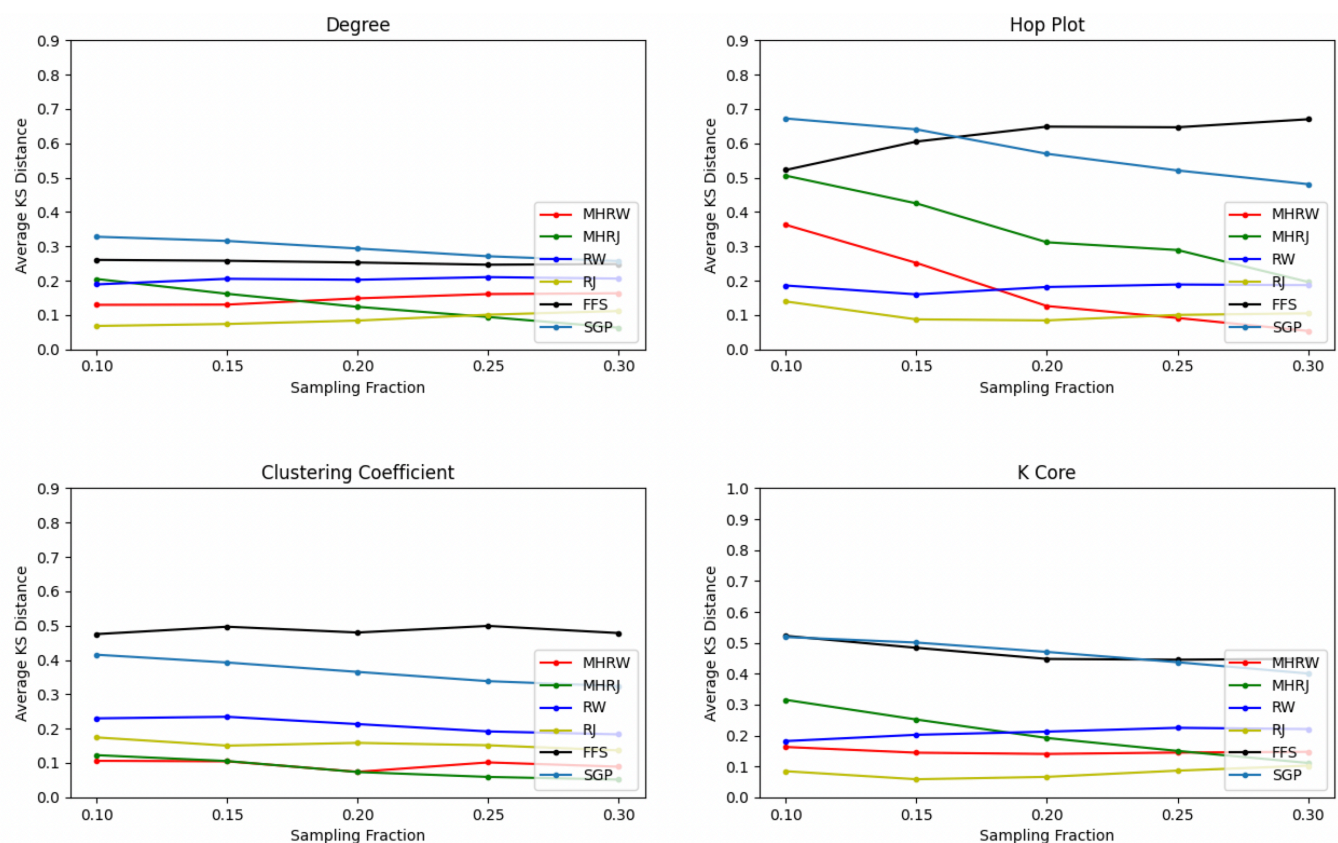 Degree
Average KS Distance
0.9
0.8
0.7
0.6
0.5
0.4
0.3
0.2
0.1
0.0
MHRW
MHRJ
RW
RJ
FFS
SGP
0.10 0.15 0.20 0.25 0.30
Sampling Fraction
Hop Plot
Average KS Distance
0.9
0.8
0.7
0.6
0.5
0.4
0.3
0.2
0.1
0.0
MHRW
MHRJ
RW
RJ
FFS
SGP
0.10 0.15 0.20 0.25 0.30
Sampling Fraction
Clustering Coefficient
Average KS Distance
0.9
0.8
0.7
0.6
0.5
0.4
0.3
0.2
0.1
0.0
MHRW
MHRJ
RW
RJ
FFS
SGP
0.10 0.15 0.20 0.25 0.30
Sampling Fraction
K Core
Average KS Distance
1.0
0.9
0.8
0.7
0.6
0.5
0.4
0.3
0.2
0.1
0.0
MHRW
MHRJ
RW
RJ
FFS
SGP
0.10 0.15 0.20 0.25 0.30
Sampling Fraction